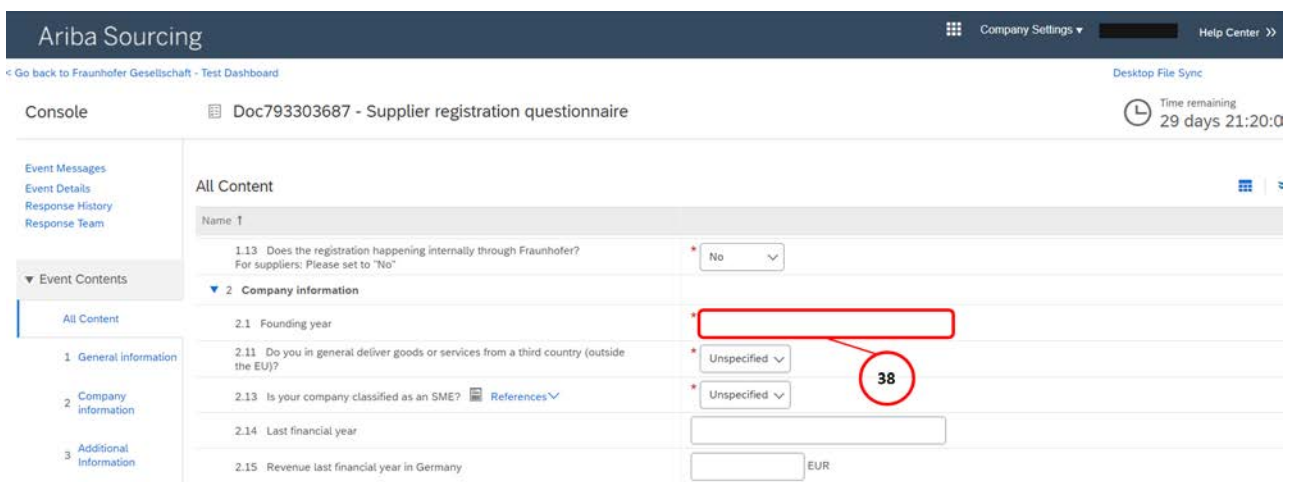 Ariba Sourcing
Company Settings ▾
Help Center »
< Go back to Fraunhofer Gesellschaft - Test Dashboard
Desktop File Sync
Console
Doc793303687 - Supplier registration questionnaire
Time remaining
29 days 21:20:0
Event Messages
Event Details
Response History
Response Team
All Content
Name ↑
1.13 Does the registration happening internally through Fraunhofer?
For suppliers: Please set to "No"
* No
▼ Event Contents
▼ 2 Company information
All Content
2.1 Founding year
*
1 General information
2.11 Do you in general deliver goods or services from a third country (outside
the EU)?
* Unspecified
38
2 Company
information
2.13 Is your company classified as an SME? References
* Unspecified
2.14 Last financial year
3 Additional
Information
2.15 Revenue last financial year in Germany
EUR